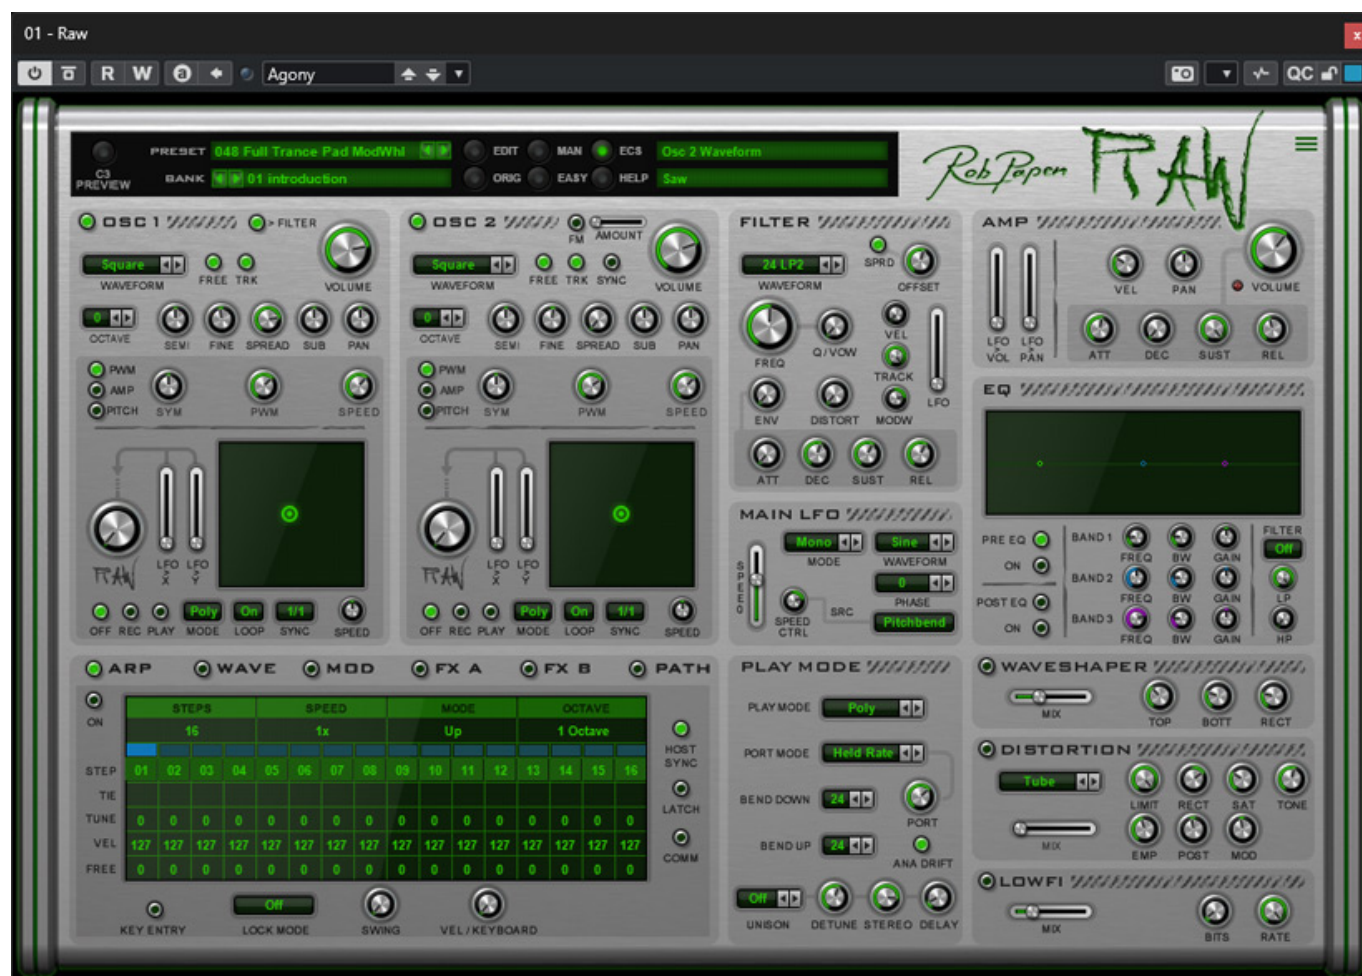 01 - Raw
x
R W a Agony QC
PRESET 048 Full Trance Pad ModWhl EDIT MAN ECS Osc 2 Waveform
C3 PREVIEW
BANK 01 introduction ORIG EASY HELP Saw
Rob Papen RAW
OSC 1 > FILTER
Square FREE TRK
WAVEFORM VOLUME
0
OCTAVE SEMI FINE SPREAD SUB PAN
PWM
AMP
PITCH SYM PWM SPEED
RAW LFO > X LFO > Y
Poly On 1/1
OFF REC PLAY MODE LOOP SYNC SPEED
OSC 2 FM AMOUNT
Square FREE TRK SYNC
WAVEFORM VOLUME
0
OCTAVE SEMI FINE SPREAD SUB PAN
PWM
AMP
PITCH SYM PWM SPEED
RAW LFO > X LFO > Y
Poly On 1/1
OFF REC PLAY MODE LOOP SYNC SPEED
FILTER
24 LP2 SPRD
WAVEFORM OFFSET
FREQ Q/VOW VEL
TRACK
LFO
ENV DISTORT MODW
ATT DEC SUST REL
MAIN LFO
SPEED
Mono Sine
MODE WAVEFORM
0
PHASE
SPEED CTRL SRC Pitchbend
AMP
VEL PAN VOLUME
LFO > VOL LFO > PAN
ATT DEC SUST REL
EQ
PRE EQ
ON
POST EQ
ON
BAND 1 FREQ BW GAIN
BAND 2 FREQ BW GAIN
BAND 3 FREQ BW GAIN
FILTER
Off
LP
HP
ARP WAVE MOD FX A FX B PATH
ON
STEPS SPEED MODE OCTAVE
16 1x Up 1 Octave
STEP 01 02 03 04 05 06 07 08 09 10 11 12 13 14 15 16
TIE
TUNE 0 0 0 0 0 0 0 0 0 0 0 0 0 0 0 0
VEL 127 127 127 127 127 127 127 127 127 127 127 127 127 127 127 127
FREE 0 0 0 0 0 0 0 0 0 0 0 0 0 0 0 0
HOST SYNC
LATCH
COMM
Off
KEY ENTRY LOCK MODE SWING VEL/KEYBOARD
PLAY MODE
PLAY MODE Poly
PORT MODE Held Rate
BEND DOWN 24
PORT
BEND UP 24
ANA DRIFT
Off
UNISON DETUNE STEREO DELAY
WAVESHAPER
MIX TOP BOTT RECT
DISTORTION
Tube
LIMIT RECT SAT TONE
MIX EMP POST MOD
LOWFI
MIX BITS RATE